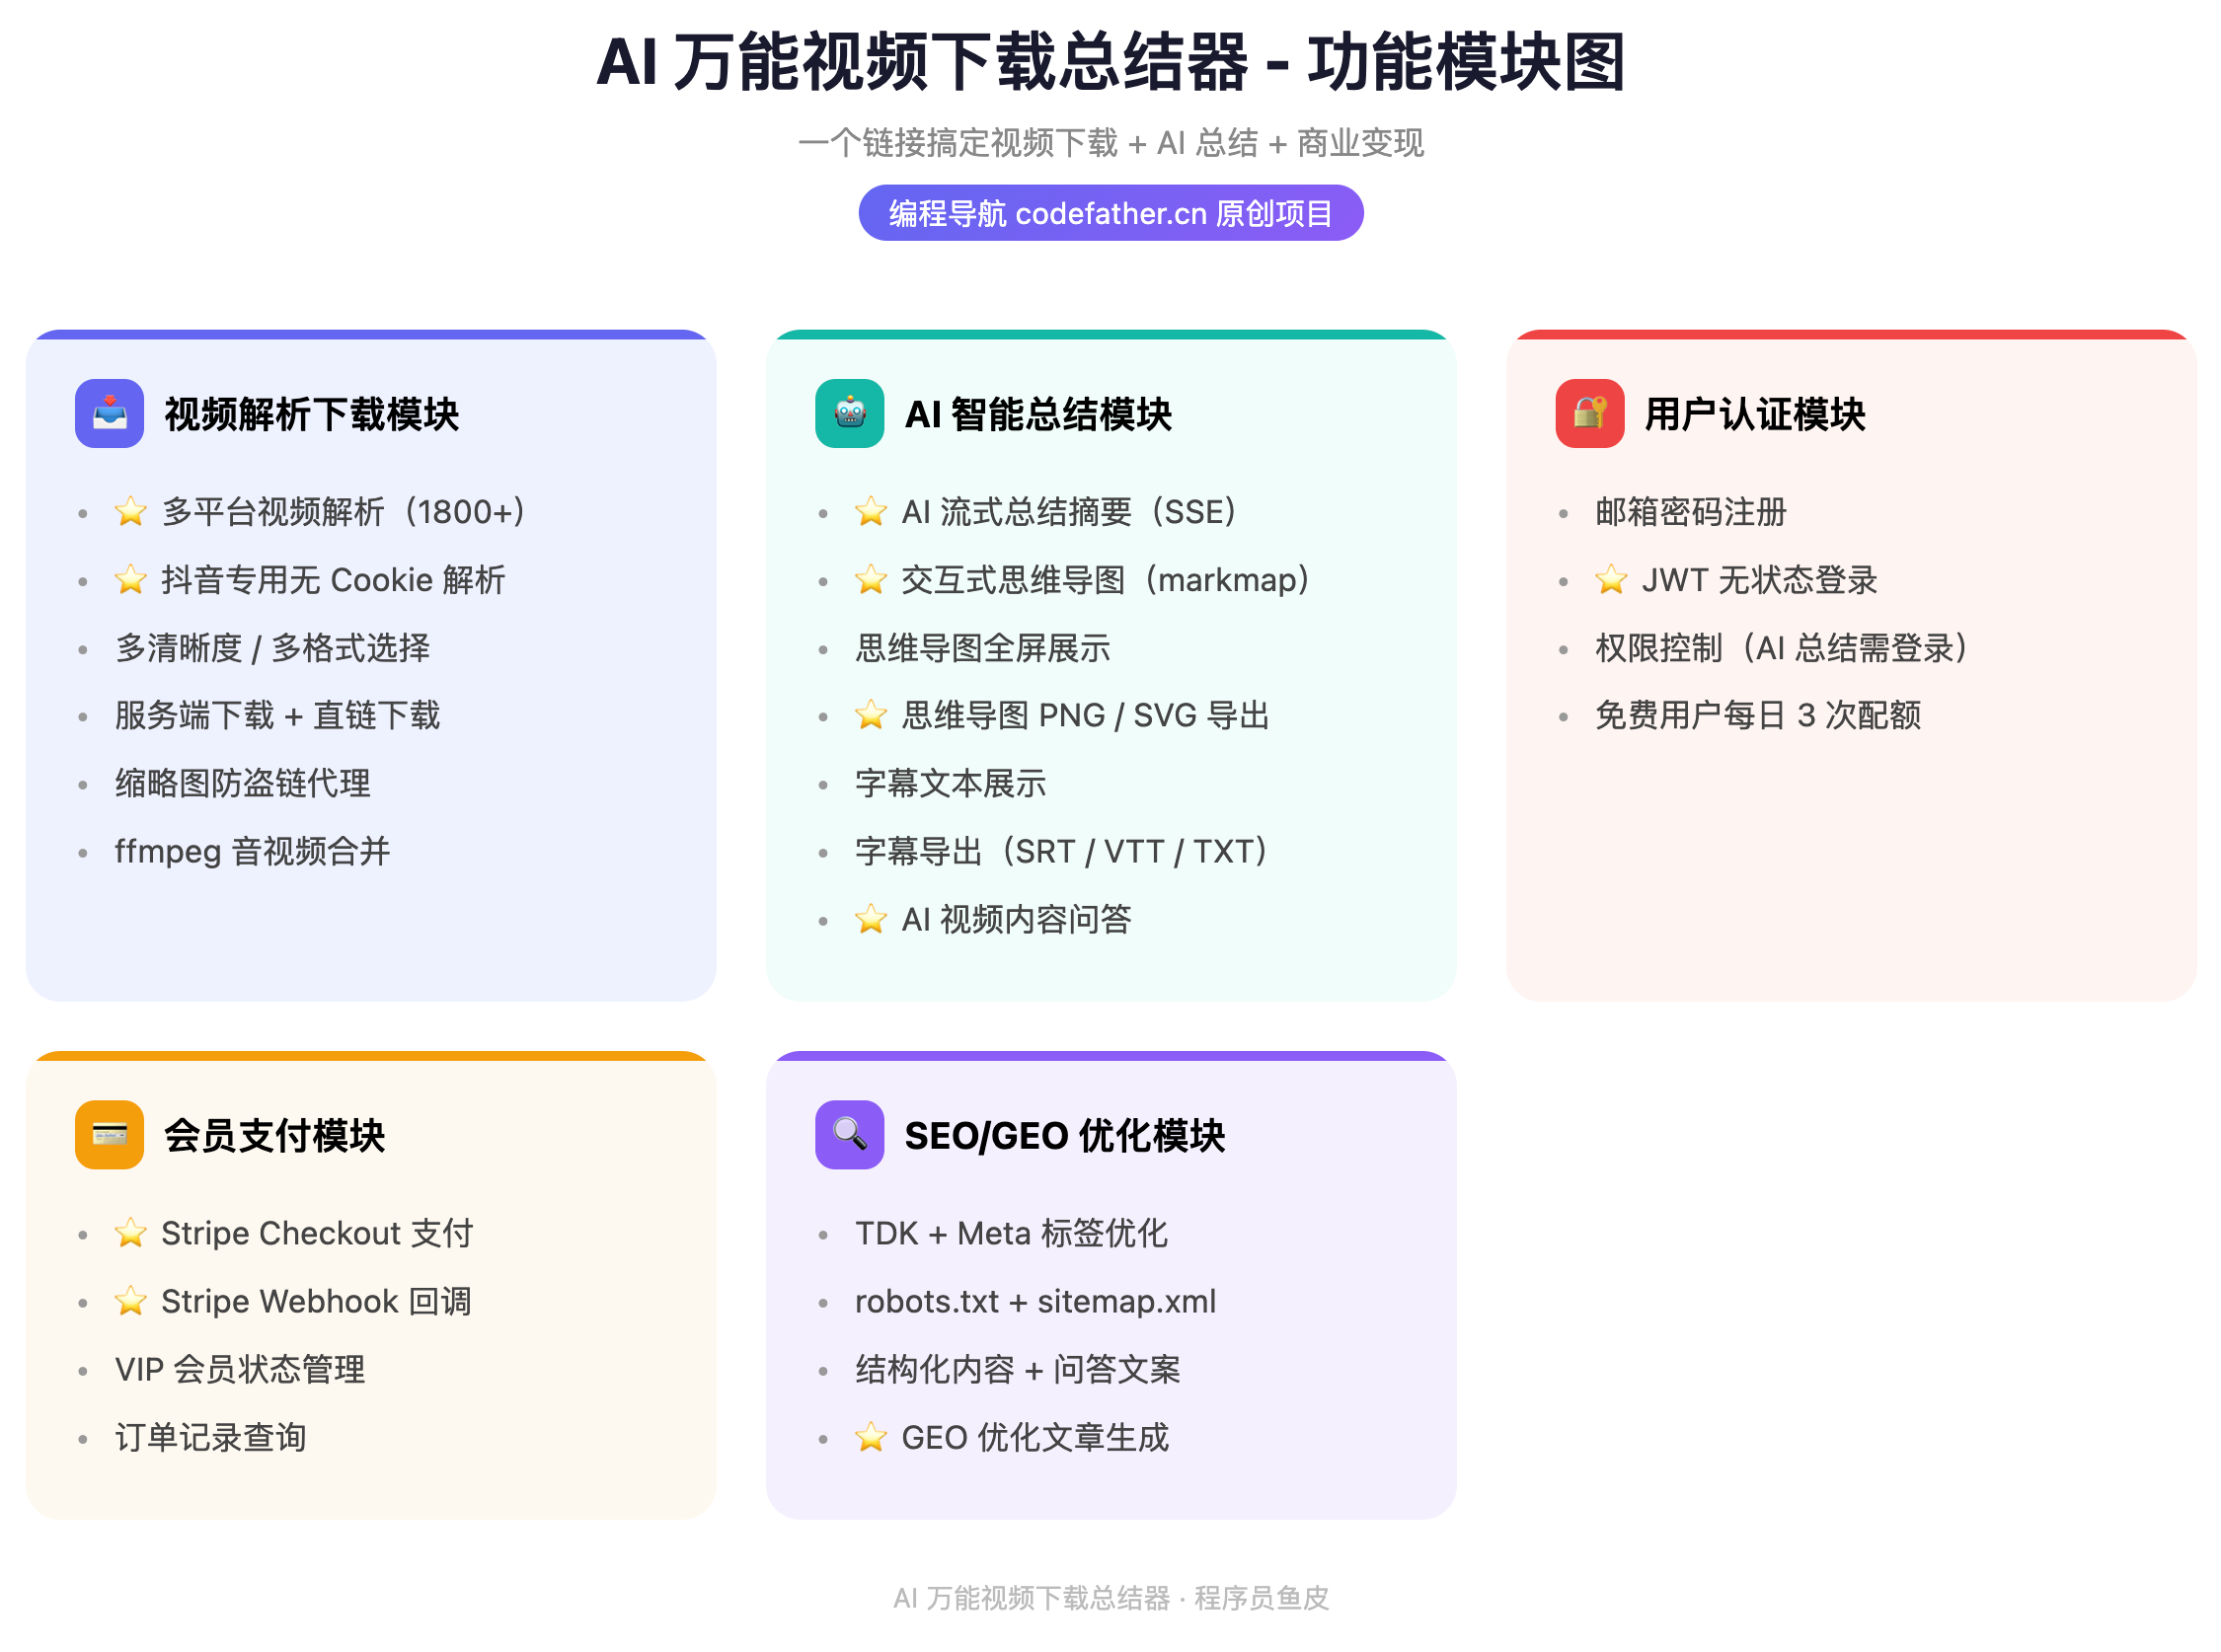 AI 万能视频下载总结器 - 功能模块图
一个链接搞定视频下载 + AI 总结 + 商业变现
编程导航 codefather.cn 原创项目
视频解析下载模块
⭐ 多平台视频解析（1800+）
⭐ 抖音专用无 Cookie 解析
多清晰度 / 多格式选择
服务端下载 + 直链下载
缩略图防盗链代理
ffmpeg 音视频合并
AI 智能总结模块
⭐ AI 流式总结摘要（SSE）
⭐ 交互式思维导图（markmap）
思维导图全屏展示
⭐ 思维导图 PNG / SVG 导出
字幕文本展示
字幕导出（SRT / VTT / TXT）
⭐ AI 视频内容问答
用户认证模块
邮箱密码注册
⭐ JWT 无状态登录
权限控制（AI 总结需登录）
免费用户每日 3 次配额
会员支付模块
⭐ Stripe Checkout 支付
⭐ Stripe Webhook 回调
VIP 会员状态管理
订单记录查询
SEO/GEO 优化模块
TDK + Meta 标签优化
robots.txt + sitemap.xml
结构化内容 + 问答文案
⭐ GEO 优化文章生成
AI 万能视频下载总结器 · 程序员鱼皮